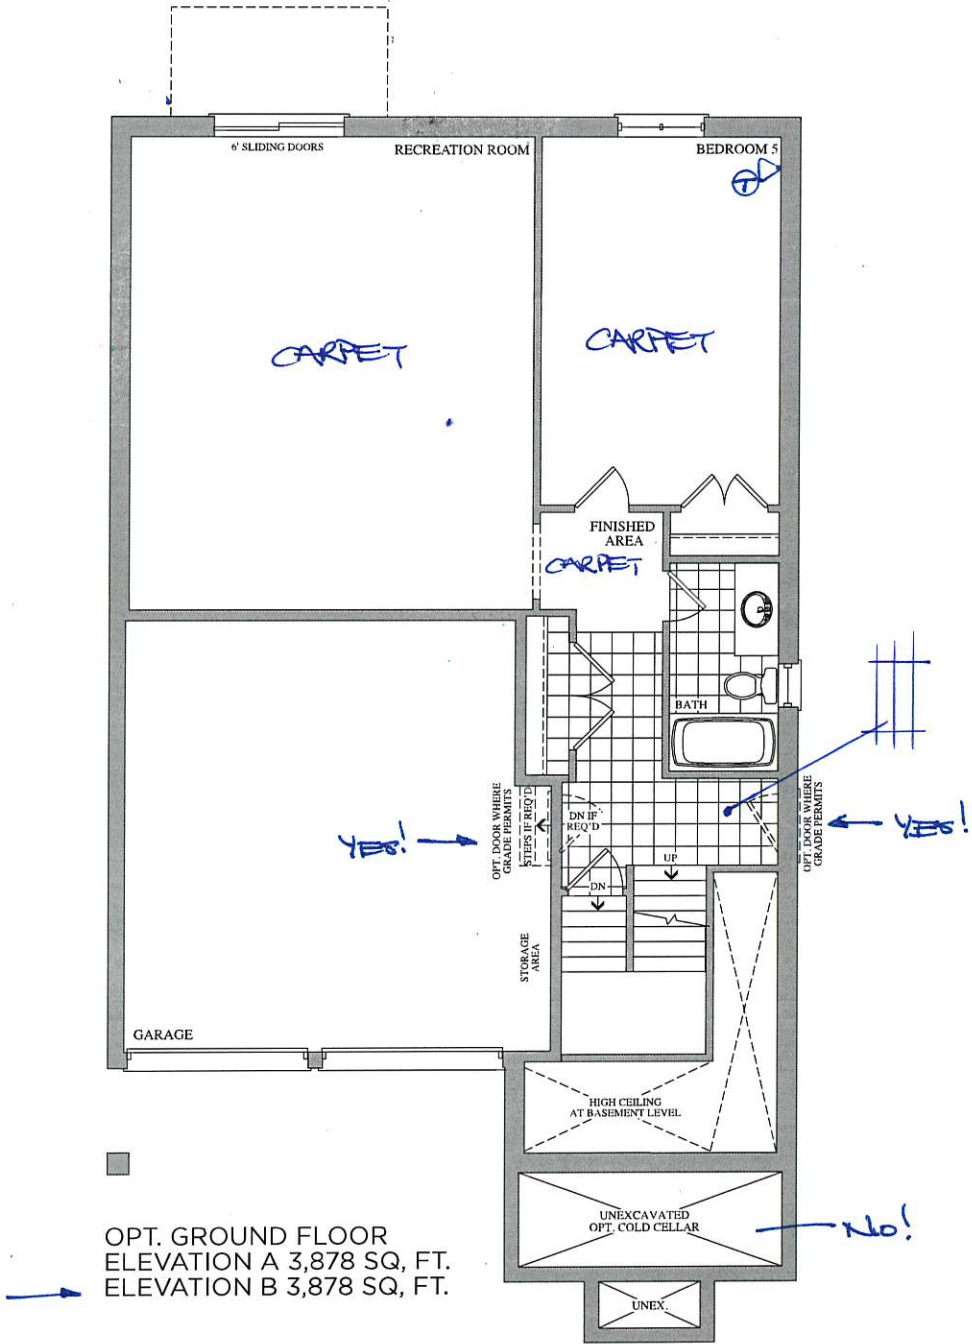 6' SLIDING DOORS
RECREATION ROOM
BEDROOM 5
T
CARPET
CARPET
FINISHED
AREA
CARPET
BATH
OPT. DOOR WHERE
GRADE PERMITS
STEPS IF REQ'D
DN IF
REQ'D
YES!
OPT. DOOR WHERE
GRADE PERMITS
YES!
UP
DN
STORAGE
AREA
GARAGE
HIGH CEILING
AT BASEMENT LEVEL
UNEXCAVATED
OPT. COLD CELLAR
No!
OPT. GROUND FLOOR
ELEVATION A 3,878 SQ, FT.
ELEVATION B 3,878 SQ, FT.
UNEX.